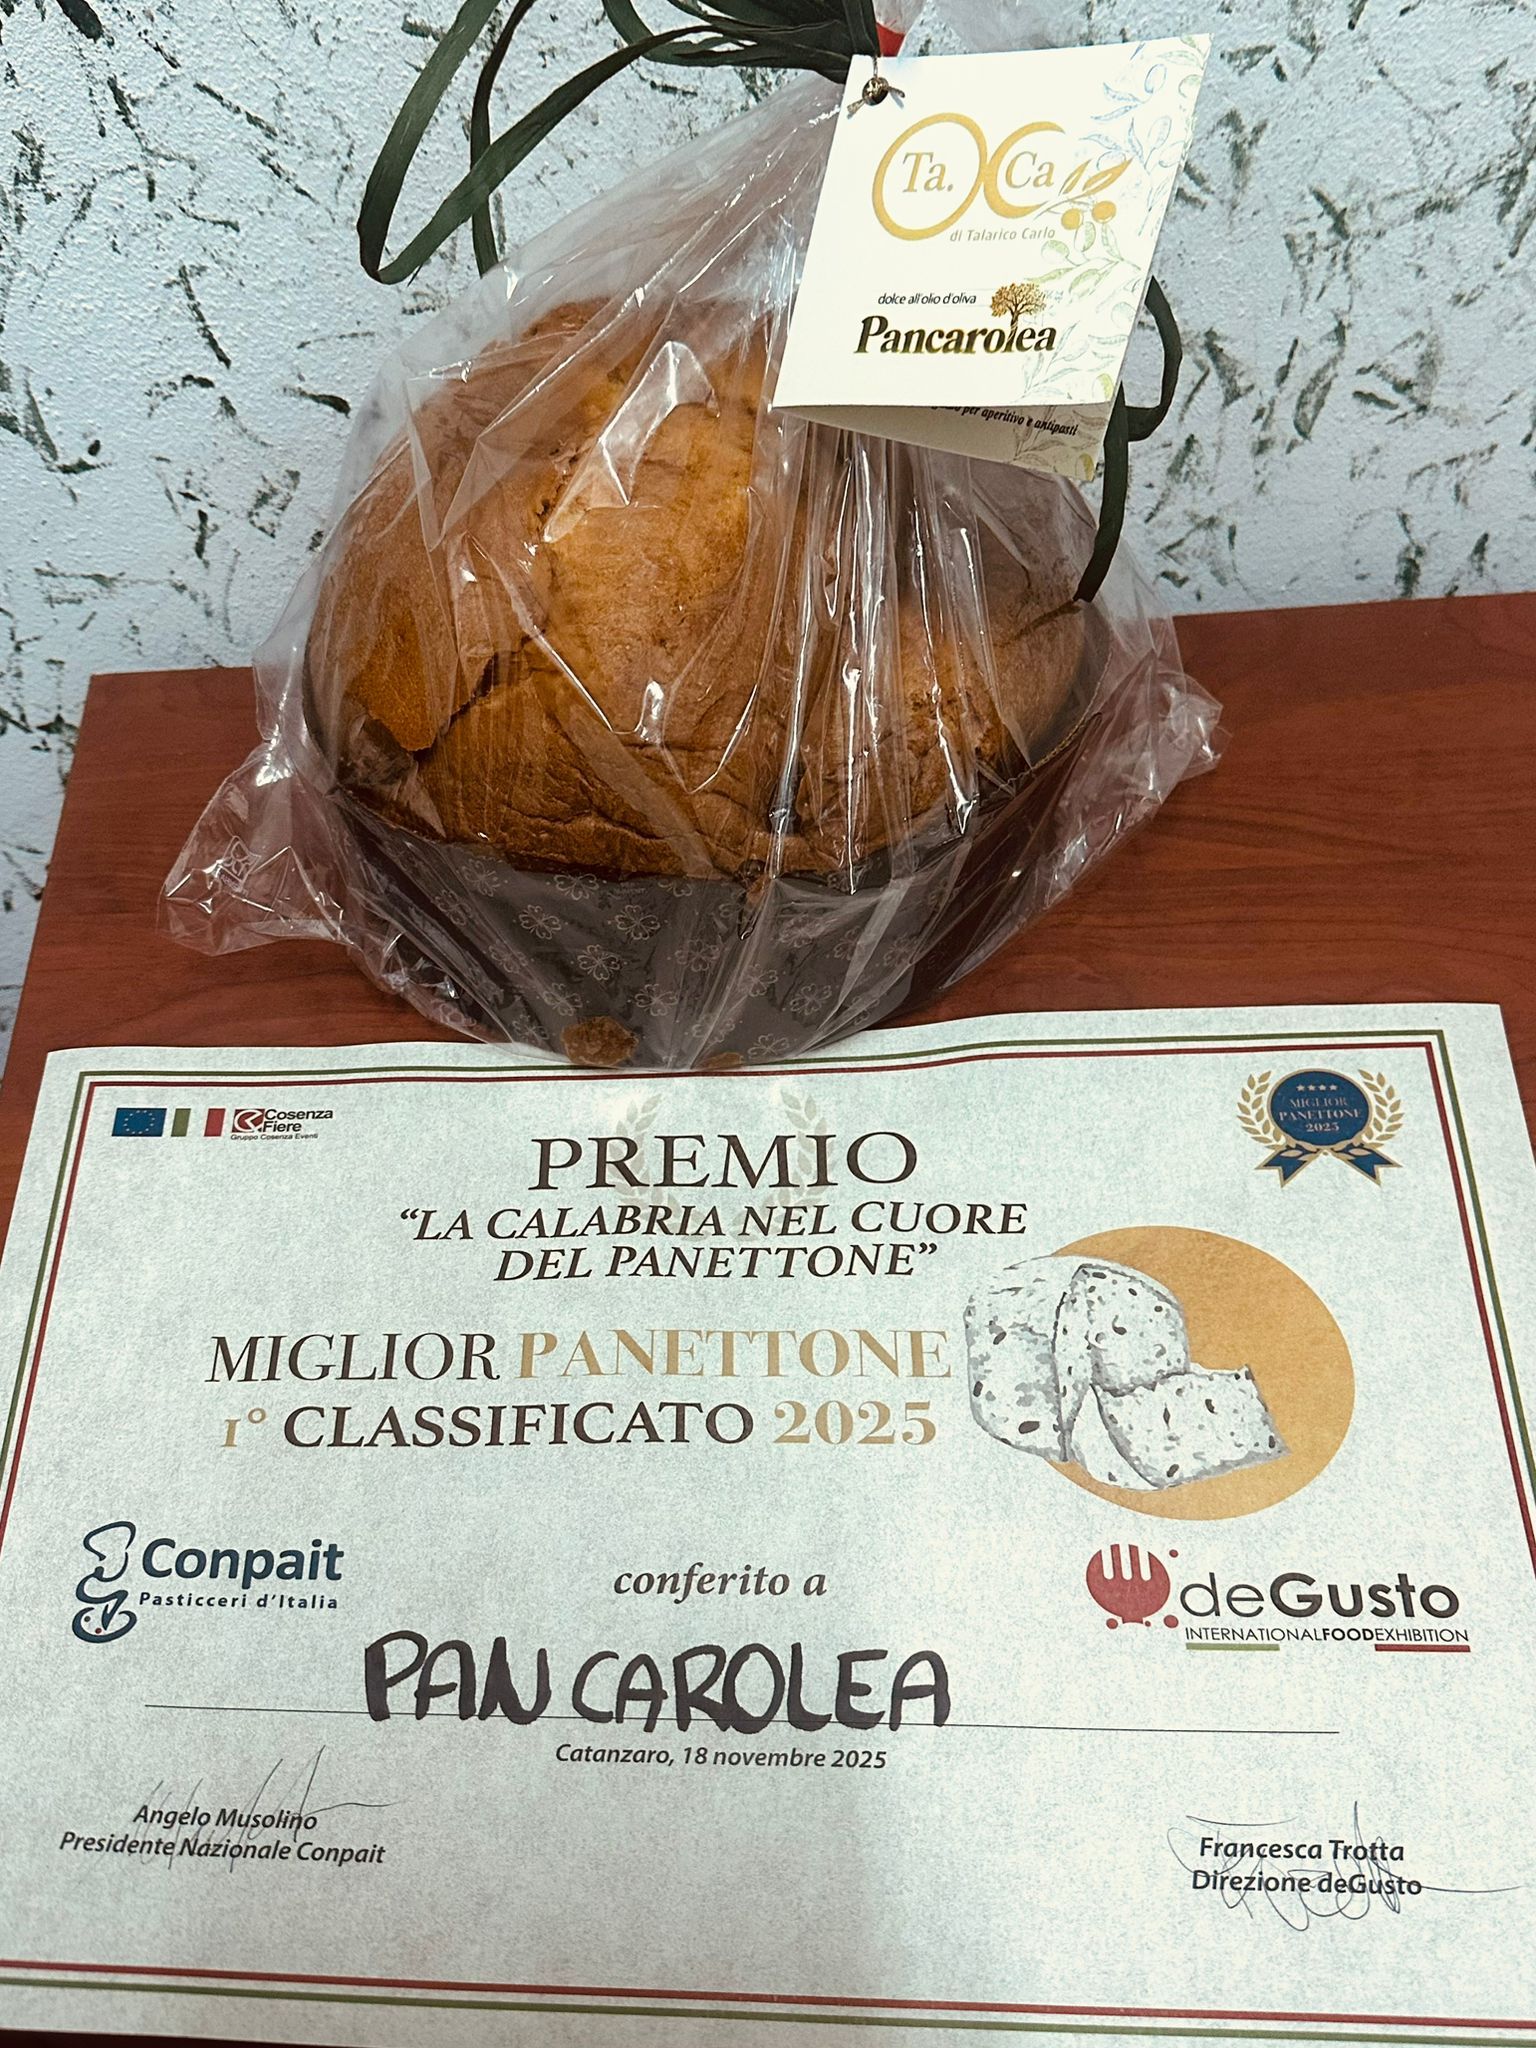 Ta. Ca
di Talarico Carlo
dolce all'olio d'oliva
Pancarolea
per aperitivo e antipasti
Cosenza
Fiere
Gruppo Cosenza Eventi
MIGLIOR
PANETTONE
2025
PREMIO
“LA CALABRIA NEL CUORE
DEL PANETTONE”
MIGLIOR PANETTONE
1° CLASSIFICATO 2025
Conpait
Pasticceri d'Italia
conferito a
deGusto
INTERNATIONALFOODEXHIBITION
PANCAROLEA
Catanzaro, 18 novembre 2025
Angelo Musolino
Presidente Nazionale Conpait
Francesca Trotta
Direzione deGusto